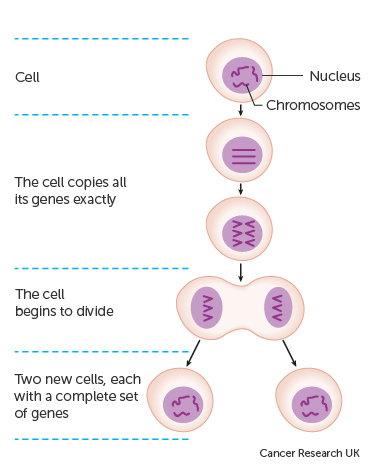 Cell
Nucleus
Chromosomes
The cell copies all
its genes exactly
The cell
begins to divide
Two new cells, each
with a complete set
of genes
Cancer Research UK